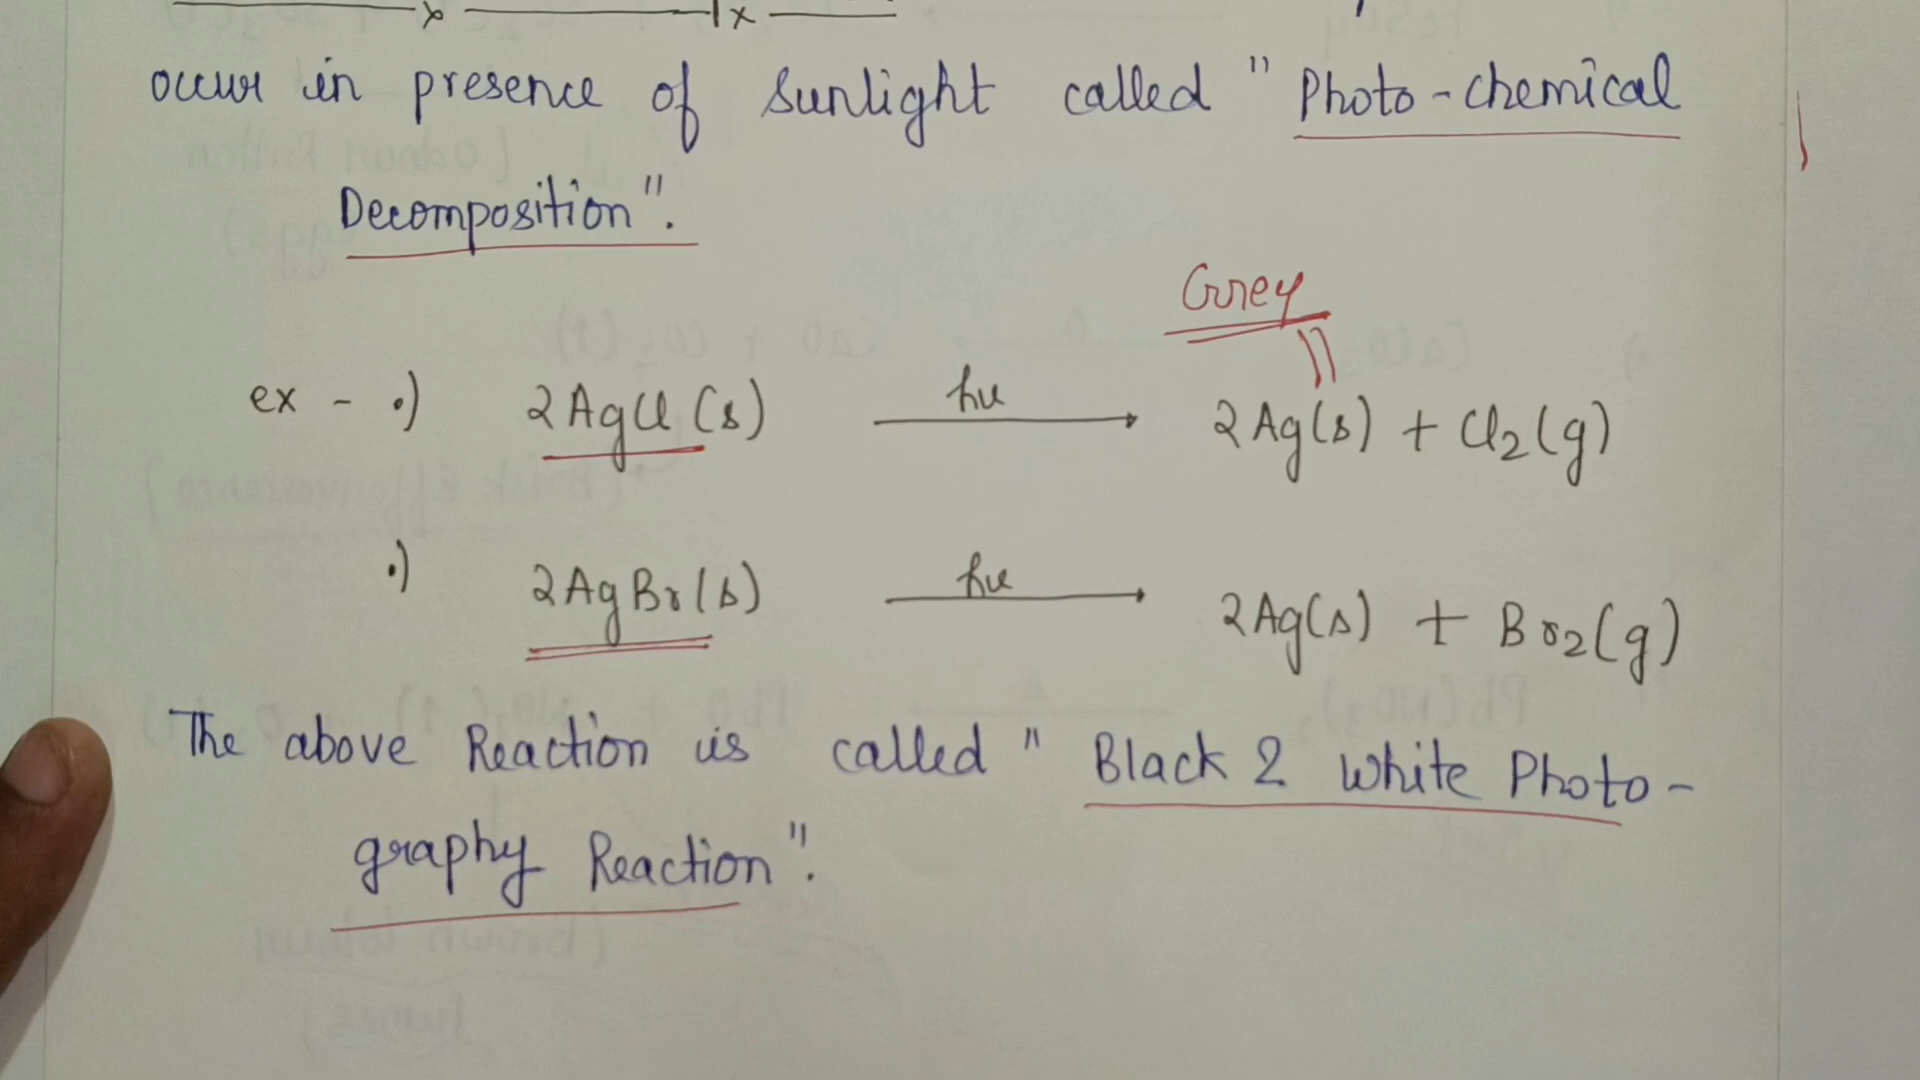 occur in presence of sunlight called " Photo-chemical
Decomposition ".
Grey
ex - •) 2AgCl(s) hν → 2Ag(s) + Cl₂(g)
•) 2AgBr(s) hν → 2Ag(s) + Br₂(g)
The above Reaction is called " Black & White Photo-
graphy Reaction ".